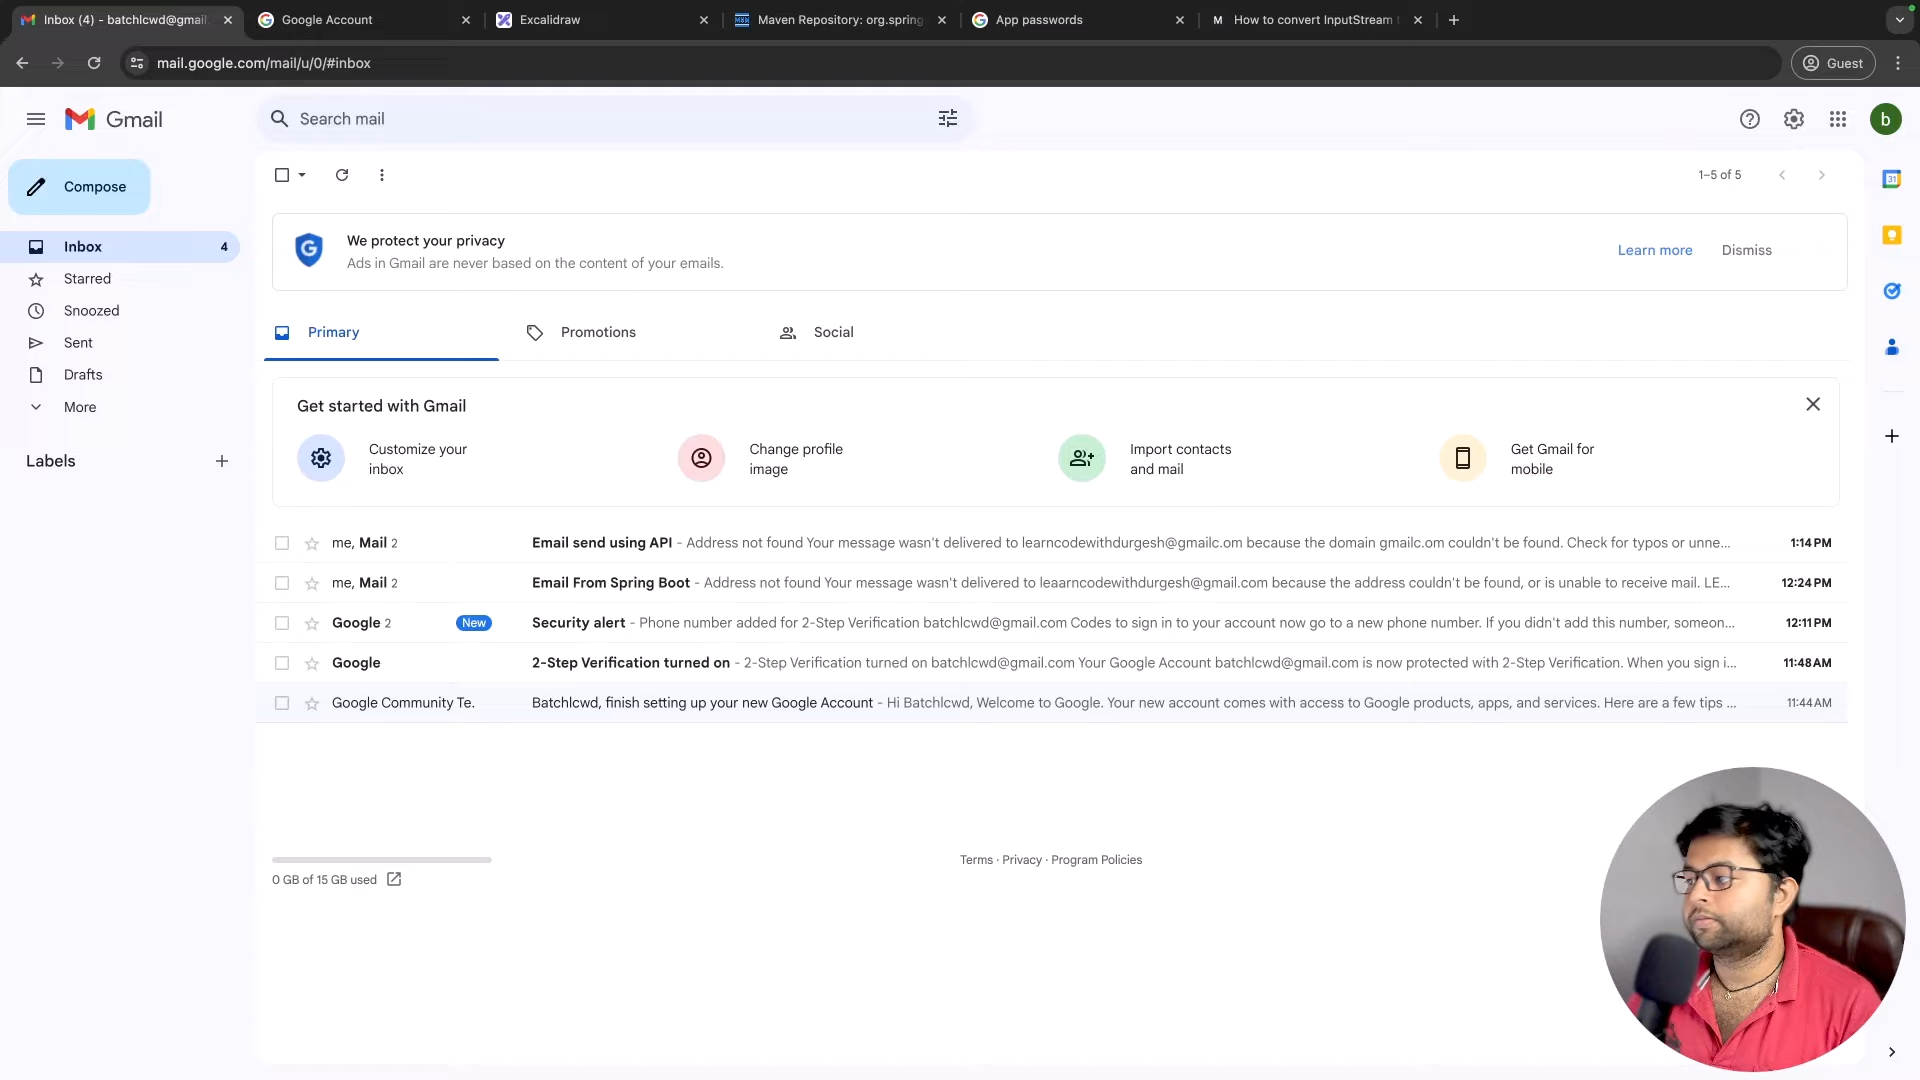 Inbox (4) - batchlcwd@gmail.
Google Account
Excalidraw
Maven Repository: org.spring
App passwords
M How to convert InputStream t
mail.google.com/mail/u/0/#inbox
Guest
Gmail
Search mail
b
1–5 of 5
31
Compose
Inbox 4
Starred
Snoozed
Sent
Drafts
More
Labels
We protect your privacy
Ads in Gmail are never based on the content of your emails.
Learn more
Dismiss
Primary
Promotions
Social
Get started with Gmail
Customize your
inbox
Change profile
image
Import contacts
and mail
Get Gmail for
mobile
me, Mail 2 Email send using API - Address not found Your message wasn't delivered to learncodewithdurgesh@gmailc.om because the domain gmailc.om couldn't be found. Check for typos or unne... 1:14 PM
me, Mail 2 Email From Spring Boot - Address not found Your message wasn't delivered to leaarncodewithdurgesh@gmail.com because the address couldn't be found, or is unable to receive mail. LE... 12:24 PM
Google 2 New Security alert - Phone number added for 2-Step Verification batchlcwd@gmail.com Codes to sign in to your account now go to a new phone number. If you didn't add this number, someon... 12:11 PM
Google 2-Step Verification turned on - 2-Step Verification turned on batchlcwd@gmail.com Your Google Account batchlcwd@gmail.com is now protected with 2-Step Verification. When you sign i... 11:48 AM
Google Community Te. Batchlcwd, finish setting up your new Google Account - Hi Batchlcwd, Welcome to Google. Your new account comes with access to Google products, apps, and services. Here are a few tips ... 11:44 AM
Terms · Privacy · Program Policies
0 GB of 15 GB used